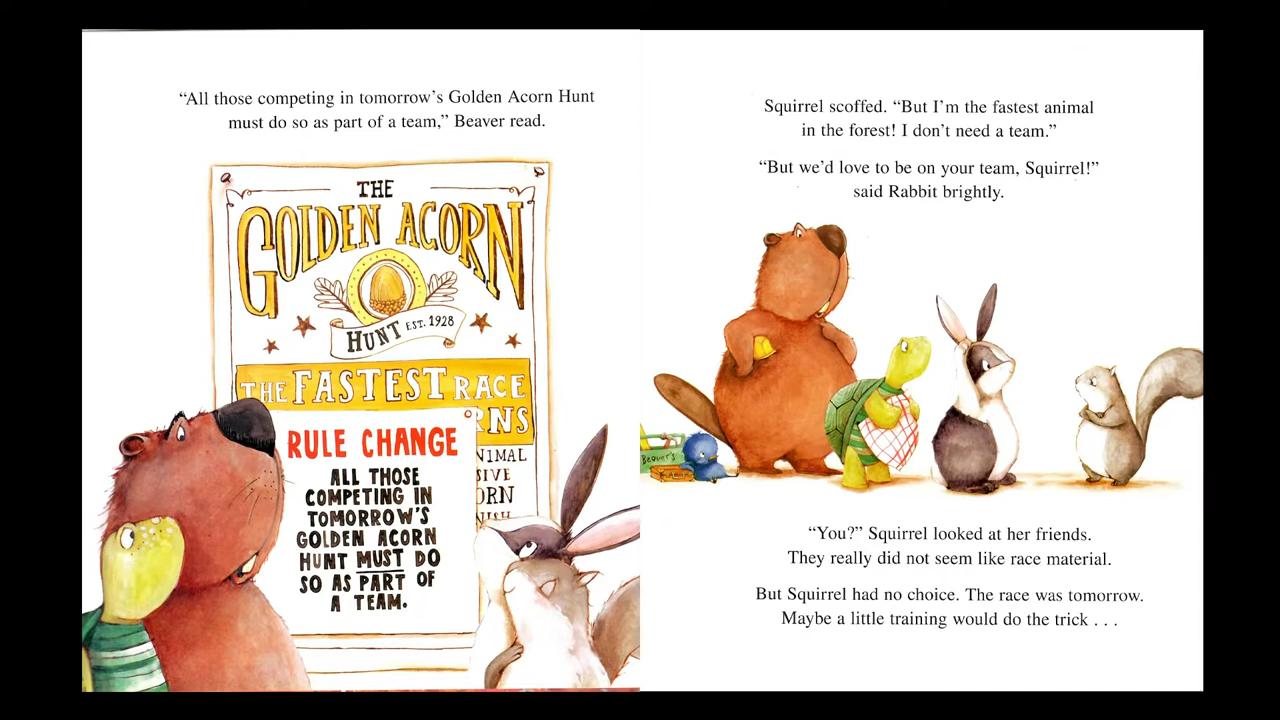 “All those competing in tomorrow’s Golden Acorn Hunt
must do so as part of a team,” Beaver read.
THE
GOLDEN ACORN
HUNT EST. 1928
THE FASTEST RACE
RNS
RULE CHANGE
ALL THOSE
COMPETING IN
TOMORROW’S
GOLDEN ACORN
HUNT MUST DO
SO AS PART OF
A TEAM.
NIMAL
SIVE
ORN
NISH
Squirrel scoffed. “But I’m the fastest animal
in the forest! I don’t need a team.”
“But we’d love to be on your team, Squirrel!”
said Rabbit brightly.
Beaver’s
“You?” Squirrel looked at her friends.
They really did not seem like race material.
But Squirrel had no choice. The race was tomorrow.
Maybe a little training would do the trick . . .